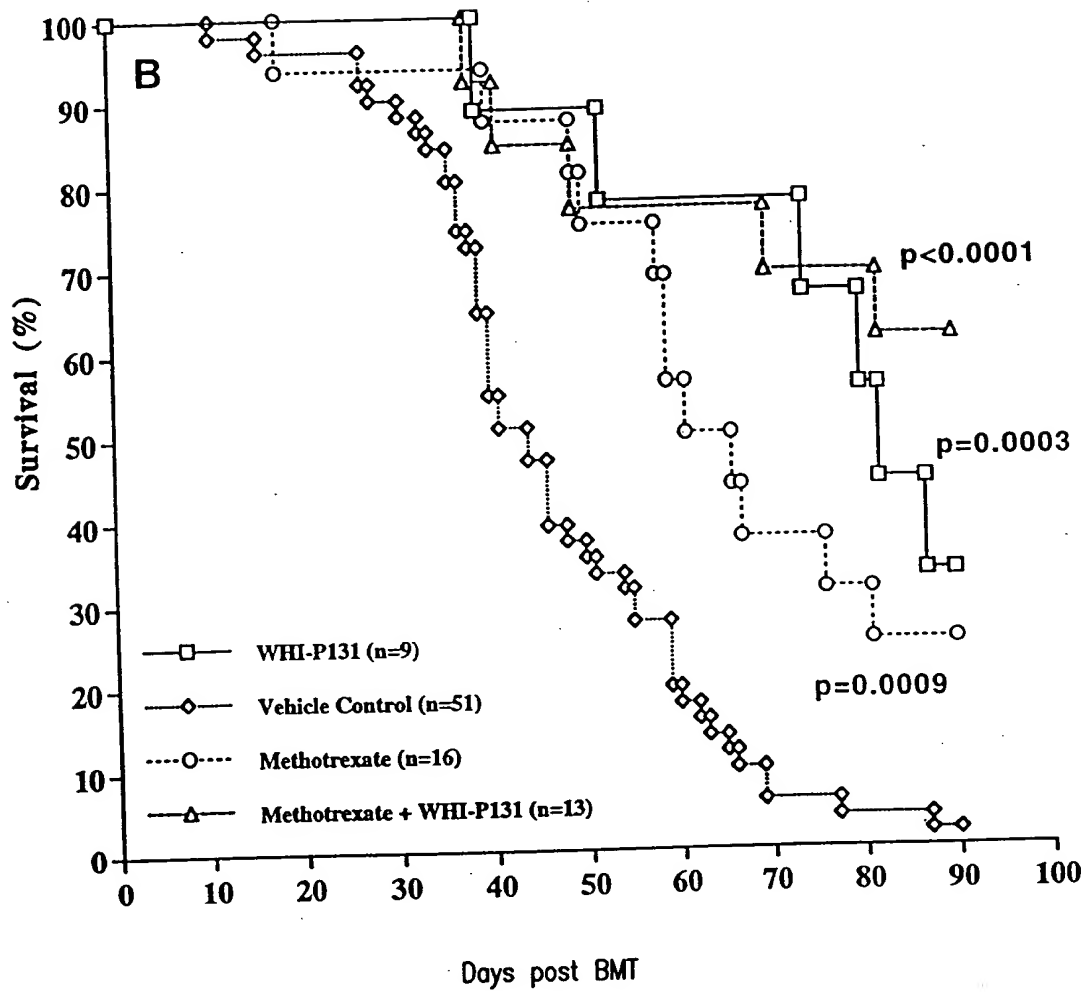 B
Survival (%)
100
90
80
70
60
50
40
30
20
10
0
p<0.0001
p=0.0003
p=0.0009
WHI-P131 (n=9)
Vehicle Control (n=51)
Methotrexate (n=16)
Methotrexate + WHI-P131 (n=13)
0 10 20 30 40 50 60 70 80 90 100
Days post BMT